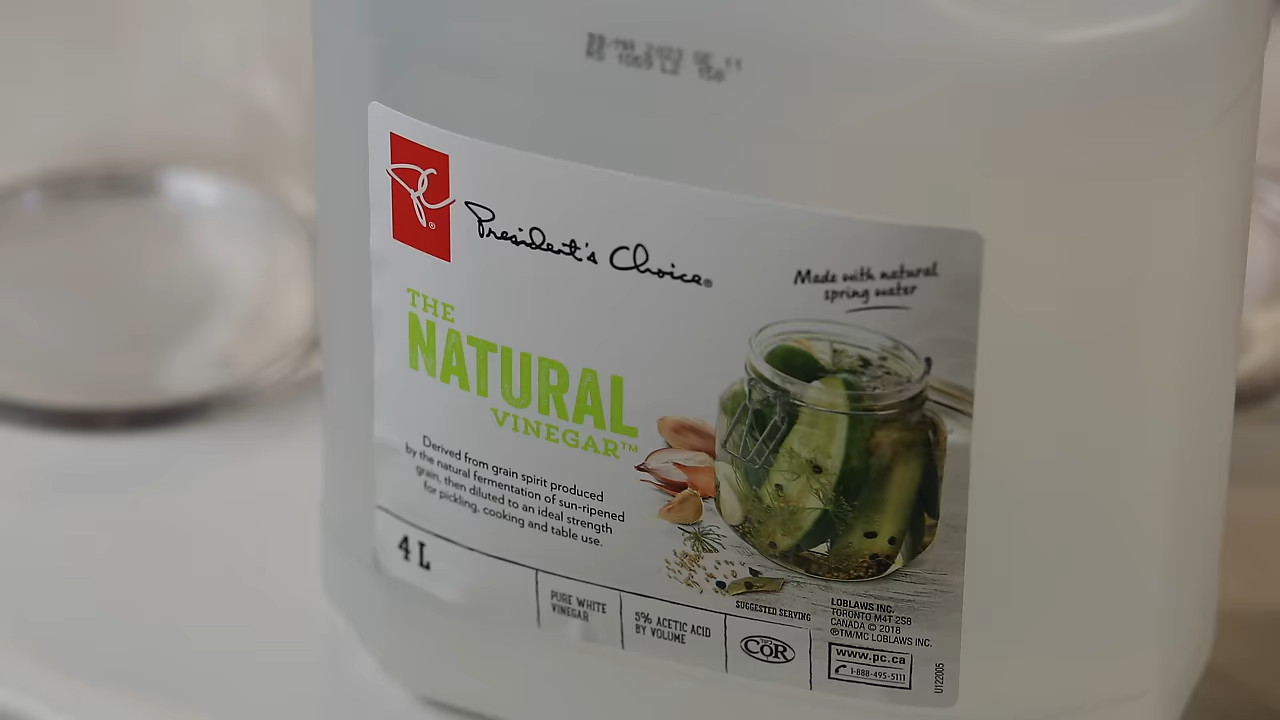 PC®
President's Choice®
Made with natural
spring water
THE
NATURAL
VINEGAR™
Derived from grain spirit produced
by the natural fermentation of sun-ripened
grain, then diluted to an ideal strength
for pickling, cooking and table use.
4 L
PURE WHITE
VINEGAR
5% ACETIC ACID
BY VOLUME
COR
SUGGESTED SERVING
LOBLAWS INC.
TORONTO M4T 2S8
CANADA © 2018
®TM/MC LOBLAWS INC.
www.pc.ca
1-888-495-5111
U122005